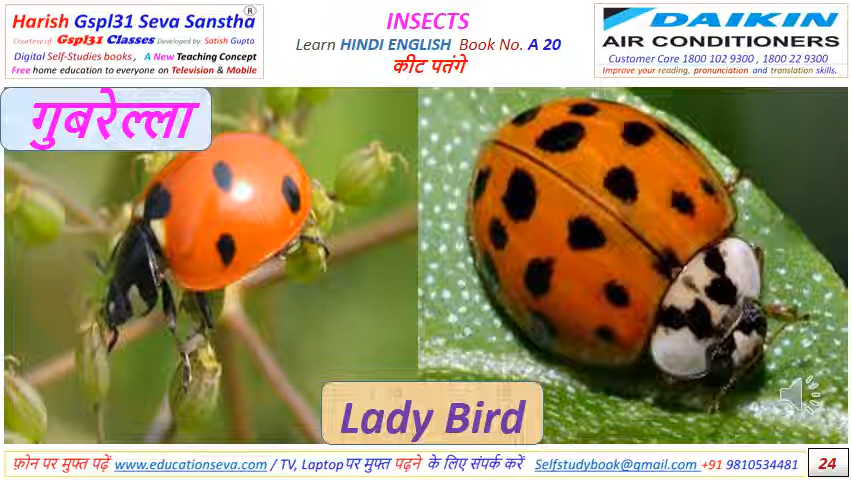 Harish Gspl31 Seva Sanstha ®
Courtesy of Gspl31 Classes Developed by. Satish Gupta
Digital Self-Studies books, A New Teaching Concept
Free home education to everyone on Television & Mobile
INSECTS
Learn HINDI ENGLISH Book No. A 20
कीट पतंगे
DAIKIN
AIR CONDITIONERS
Customer Care 1800 102 9300 , 1800 22 9300
Improve your reading, pronunciation and translation skills.
गुबरेल्ला
Lady Bird
फ़ोन पर मुफ्त पढ़ें www.educationseva.com / TV, Laptop पर मुफ्त पढ़ने के लिए संपर्क करें Selfstudybook@gmail.com +91 9810534481
24